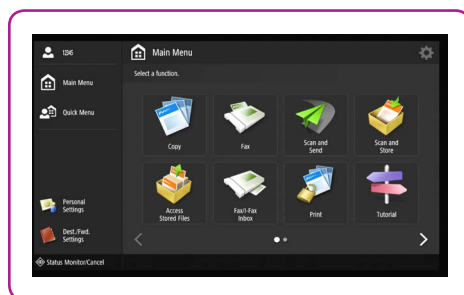 12345
Main Menu
Quick Menu
Personal
Settings
Dest./Fwd.
Settings
Status Monitor/Cancel
Main Menu
Select a function.
Copy
Fax
Scan and
Send
Scan and
Store
Access
Stored Files
Fax/I-Fax
Inbox
Print
Tutorial